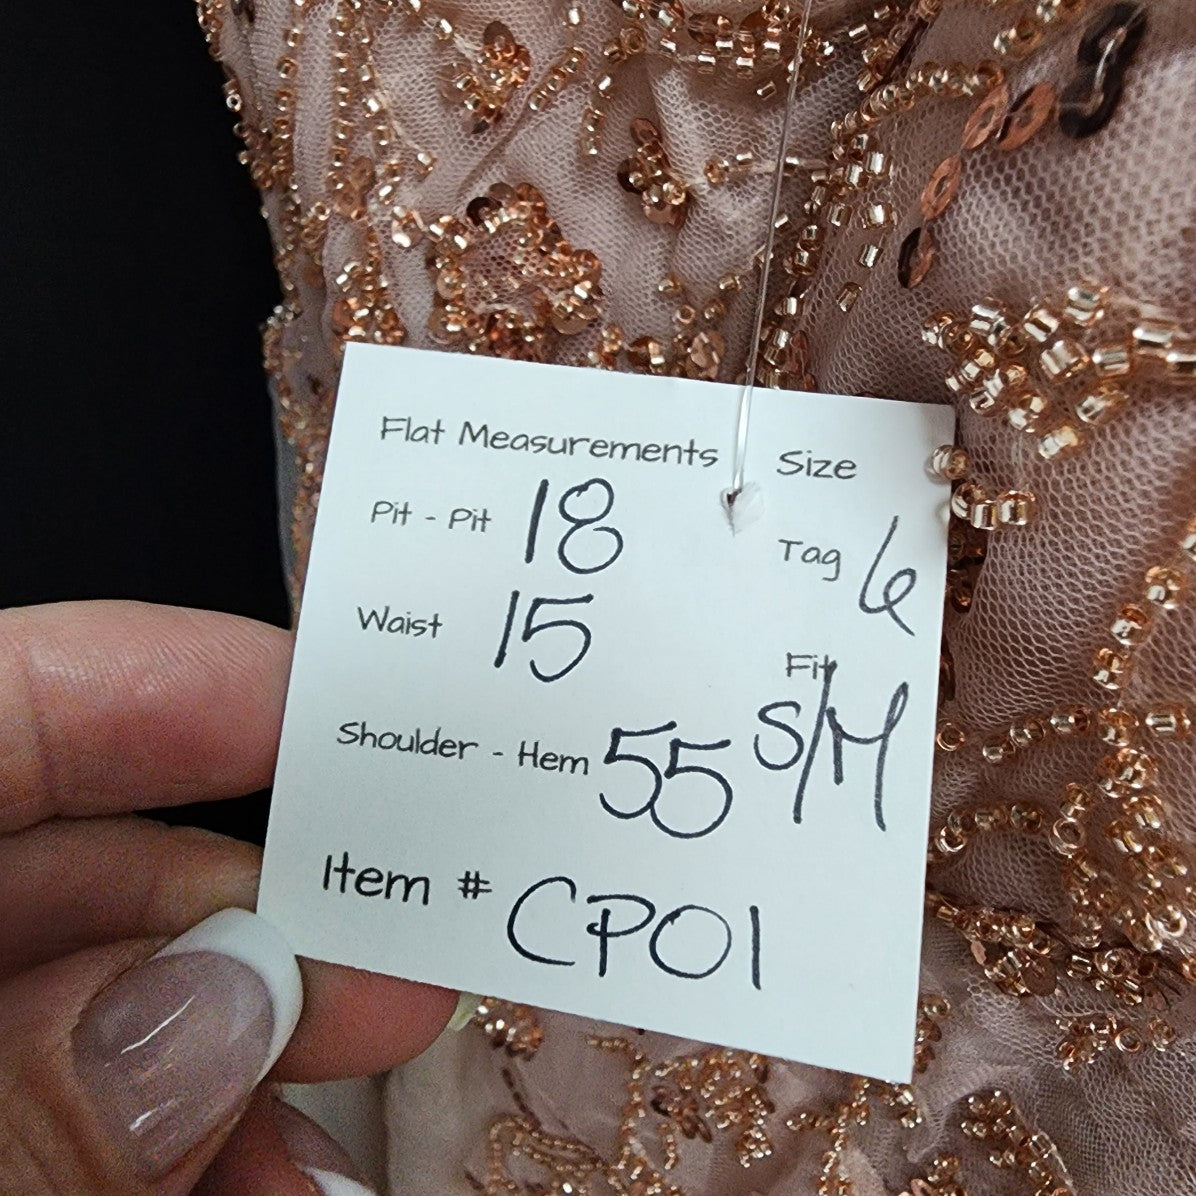 Flat Measurements
Size
Pit - Pit 18
Tag 6
Waist 15
Fit
S/M
Shoulder - Hem 55
Item # CP01